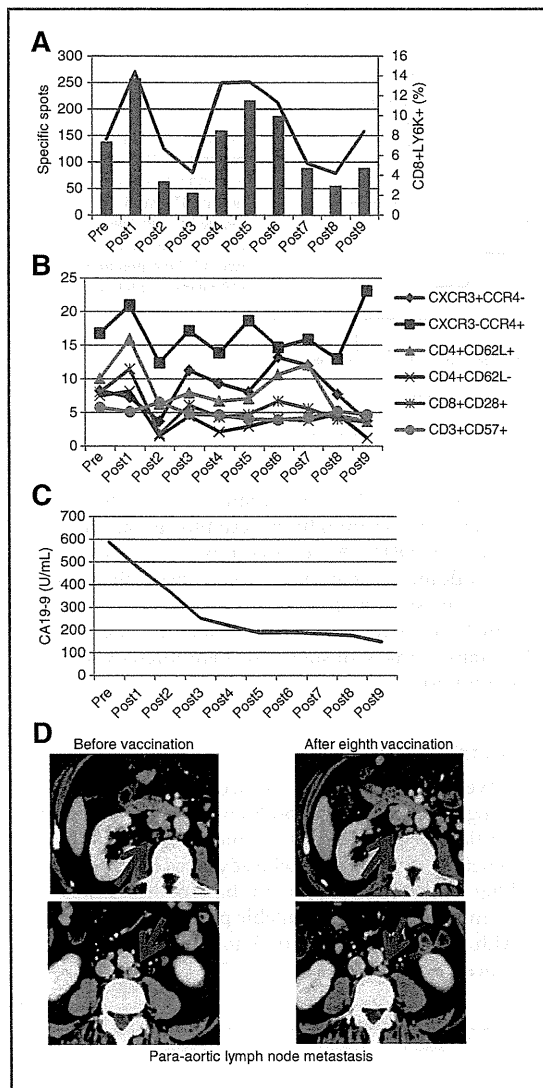 A
Specific spots
300
250
200
150
100
50
0
16
14
12
10
8
6
4
2
0
CD8+LY6K+ (%)
Pre
Post1
Post2
Post3
Post4
Post5
Post6
Post7
Post8
Post9
B
25
20
15
10
5
0
Pre
Post1
Post2
Post3
Post4
Post5
Post6
Post7
Post8
Post9
CXCR3+CCR4-
CXCR3-CCR4+
CD4+CD62L+
CD4+CD62L-
CD8+CD28+
CD3+CD57+
C
CA19-9 (U/mL)
700
600
500
400
300
200
100
0
Pre
Post1
Post2
Post3
Post4
Post5
Post6
Post7
Post8
Post9
D
Before vaccination
After eighth vaccination
Para-aortic lymph node metastasis